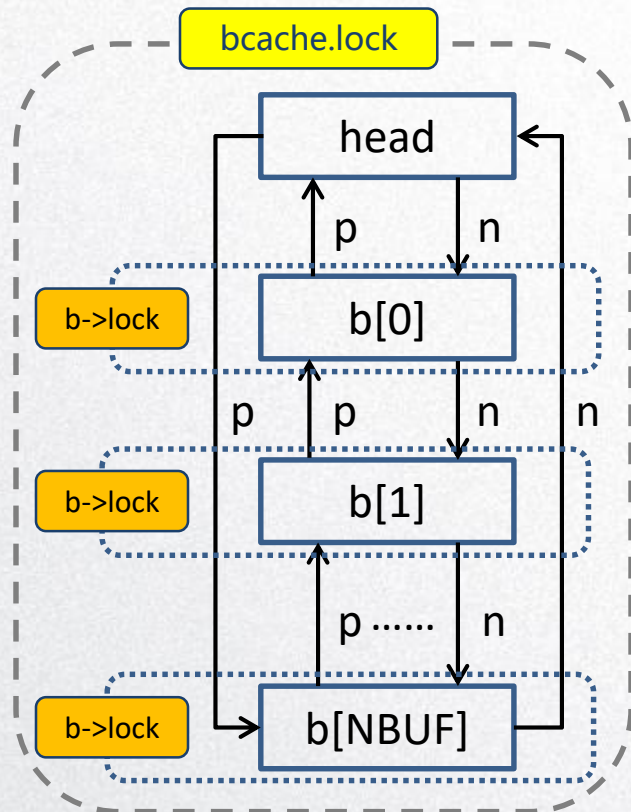 bcache.lock
head
p
n
b->lock
b[0]
p
p
n
n
b->lock
b[1]
p ...... n
b->lock
b[NBUF]